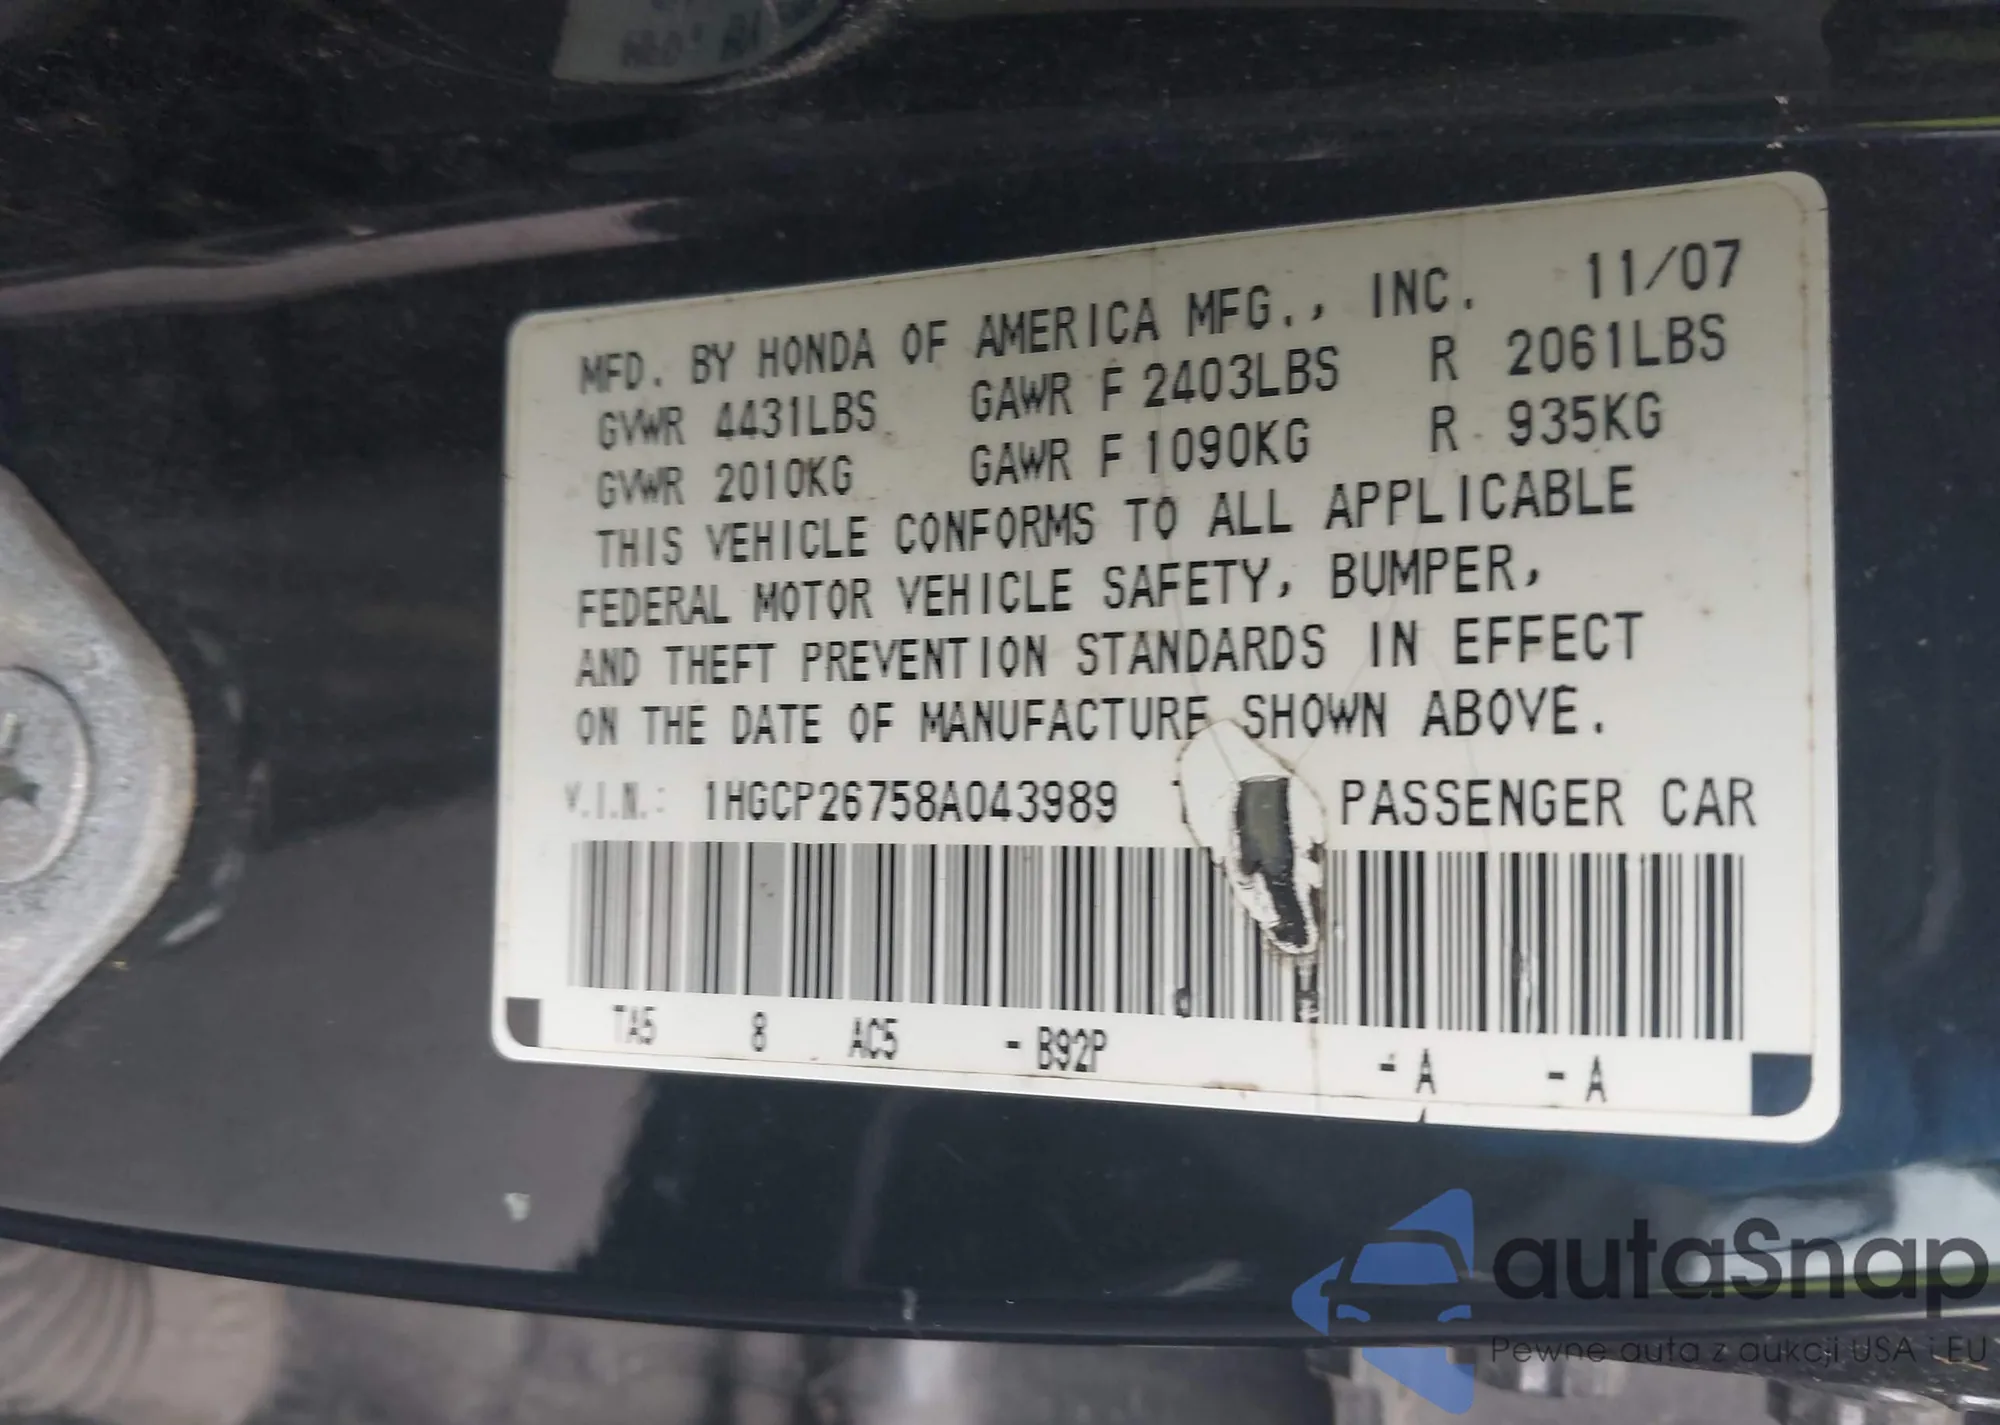 MFD. BY HONDA OF AMERICA MFG., INC. 11/07
GVWR 4431LBS GAWR F 2403LBS R 2061LBS
GVWR 2010KG GAWR F 1090KG R 935KG
THIS VEHICLE CONFORMS TO ALL APPLICABLE
FEDERAL MOTOR VEHICLE SAFETY, BUMPER,
AND THEFT PREVENTION STANDARDS IN EFFECT
ON THE DATE OF MANUFACTURE SHOWN ABOVE.
V.I.N.: 1HGCP26758A043989 PASSENGER CAR
TA5 8 AC5 - B92P - A - A
autaSnap
Pewne auta z aukcji USA i EU